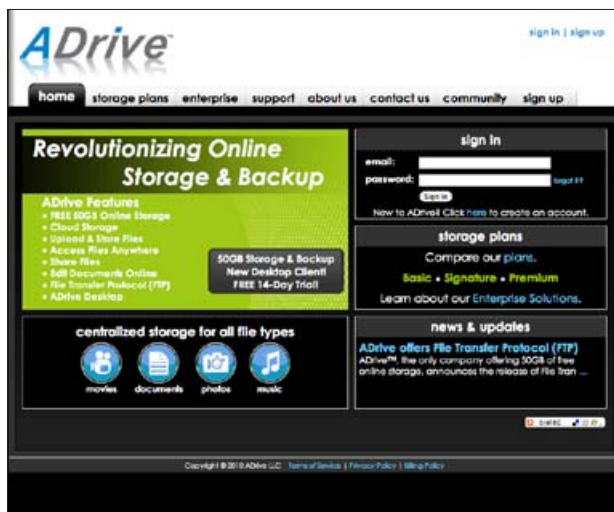 ADrive™
sign in | sign up
home storage plans enterprise support about us contact us community sign up
Revolutionizing Online
Storage & Backup
ADrive Features
• FREE 50GB Online Storage
• Cloud Storage
• Upload & Store Files
• Access Files Anywhere
• Share Files
• Edit Documents Online
• File Transfer Protocol (FTP)
• ADrive Desktop
50GB Storage & Backup
New Desktop Client!
FREE 14-Day Trial!
centralized storage for all file types
movies documents photos music
sign in
email:
password: forgot it?
Sign in
New to ADrive? Click here to create an account.
storage plans
Compare our plans.
Basic • Signature • Premium
Learn about our Enterprise Solutions.
news & updates
ADrive offers File Transfer Protocol (FTP)
ADrive™, the only company offering 50GB of free
online storage, announces the release of File Tran ...
Copyright © 2010 ADrive LLC Terms of Service | Privacy Policy | Billing Policy